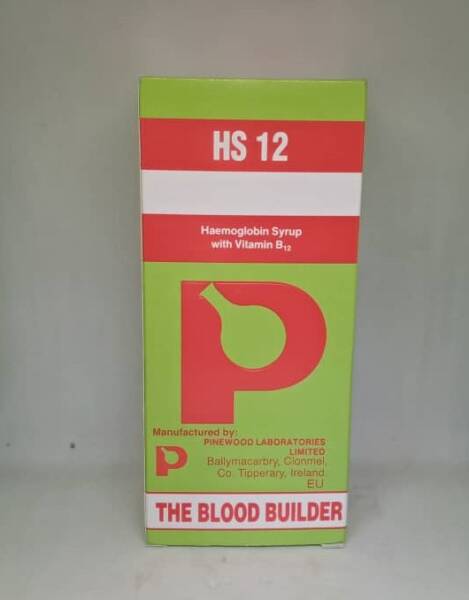 HS 12
Haemoglobin Syrup
with Vitamin B₁₂
Manufactured by:
PINEWOOD LABORATORIES
LIMITED
Ballymacarbry, Clonmel,
Co. Tipperary, Ireland.
EU
THE BLOOD BUILDER